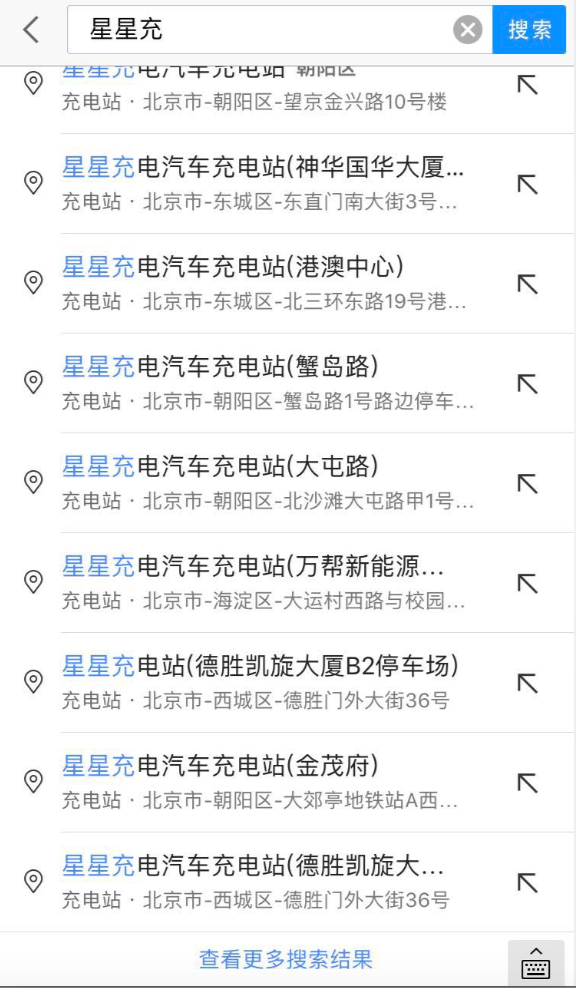 星星充
搜索
星星充电汽车充电站 朝阳区
充电站 · 北京市-朝阳区-望京金兴路10号楼
星星充电汽车充电站(神华国华大厦...
充电站 · 北京市-东城区-东直门南大街3号...
星星充电汽车充电站(港澳中心)
充电站 · 北京市-东城区-北三环东路19号港...
星星充电汽车充电站(蟹岛路)
充电站 · 北京市-朝阳区-蟹岛路1号路边停车...
星星充电汽车充电站(大屯路)
充电站 · 北京市-朝阳区-北沙滩大屯路甲1号...
星星充电汽车充电站(万帮新能源...
充电站 · 北京市-海淀区-大运村西路与校园...
星星充电站(德胜凯旋大厦B2停车场)
充电站 · 北京市-西城区-德胜门外大街36号
星星充电汽车充电站(金茂府)
充电站 · 北京市-朝阳区-大郊亭地铁站A西...
星星充电汽车充电站(德胜凯旋大...
充电站 · 北京市-西城区-德胜门外大街36号
查看更多搜索结果